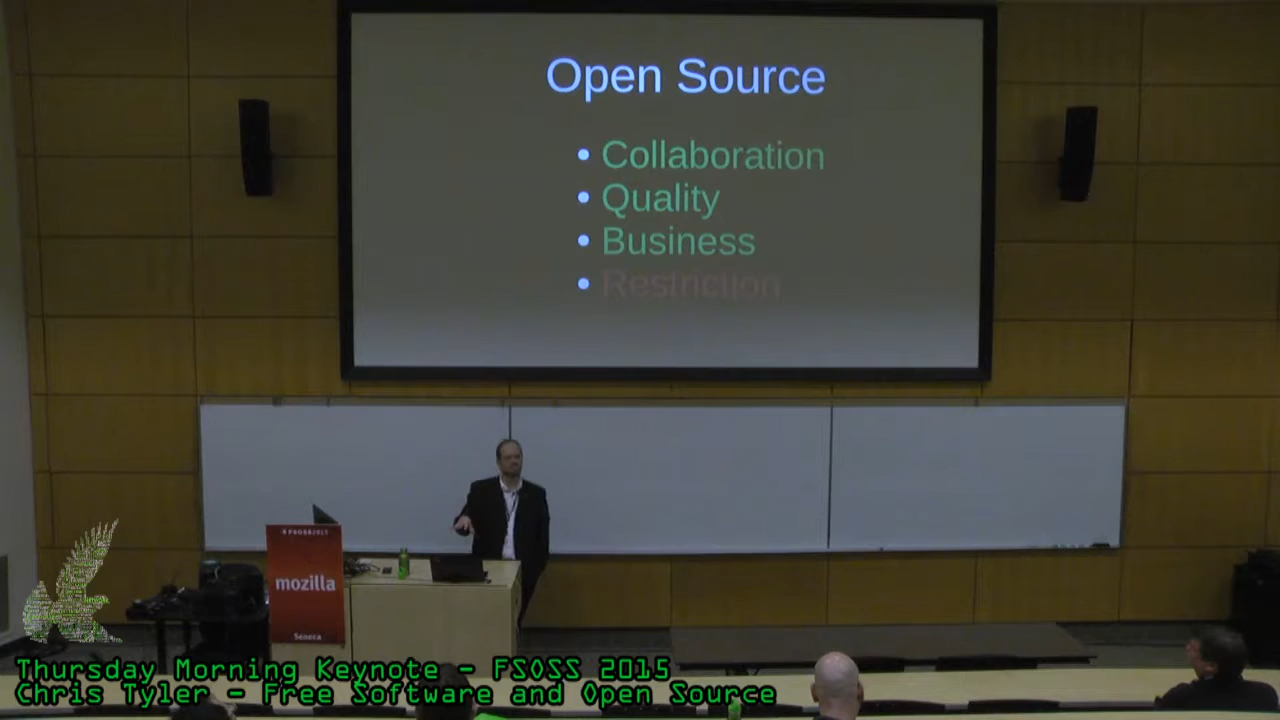 Open Source
• Collaboration
• Quality
• Business
• Restriction
#FSOSS2015
mozilla
Seneca
Thursday Morning Keynote - FSOSS 2015
Chris Tyler - Free Software and Open Source